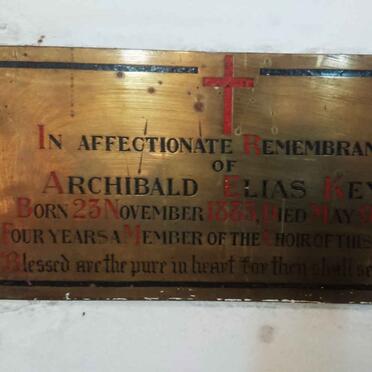 IN AFFECTIONATE REMEMBRAN
OF
ARCHIBALD ELIAS KE
BORN 23 NOVEMBER 1883, DIED MAY
FOUR YEARS A MEMBER OF THE CHOIR OF THIS
Blessed are the pure in heart for they shall se